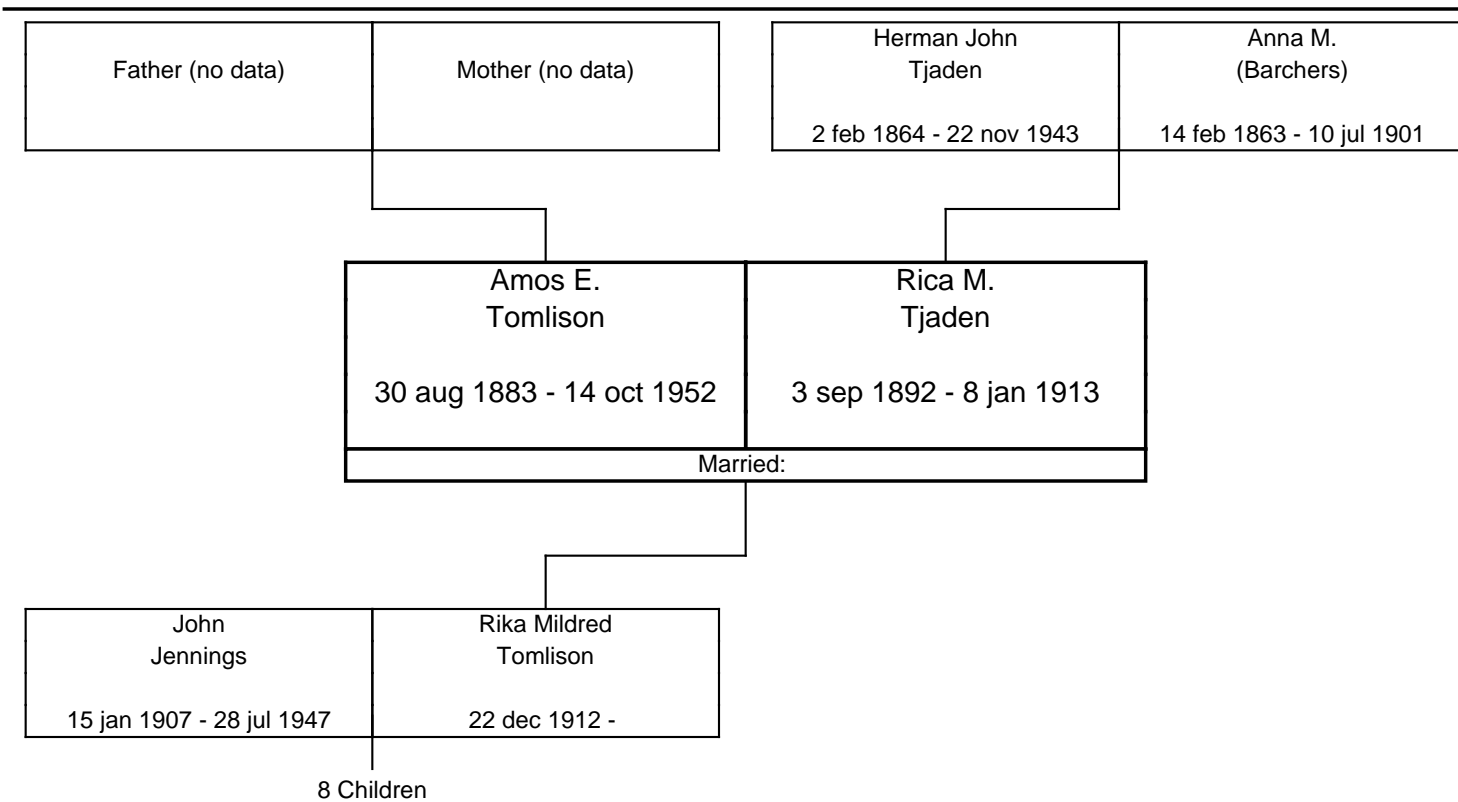 Father (no data)
Mother (no data)
Herman John
Tjaden
2 feb 1864 - 22 nov 1943
Anna M.
(Barchers)
14 feb 1863 - 10 jul 1901
Amos E.
Tomlison
30 aug 1883 - 14 oct 1952
Rica M.
Tjaden
3 sep 1892 - 8 jan 1913
Married:
John
Jennings
15 jan 1907 - 28 jul 1947
Rika Mildred
Tomlison
22 dec 1912 -
8 Children